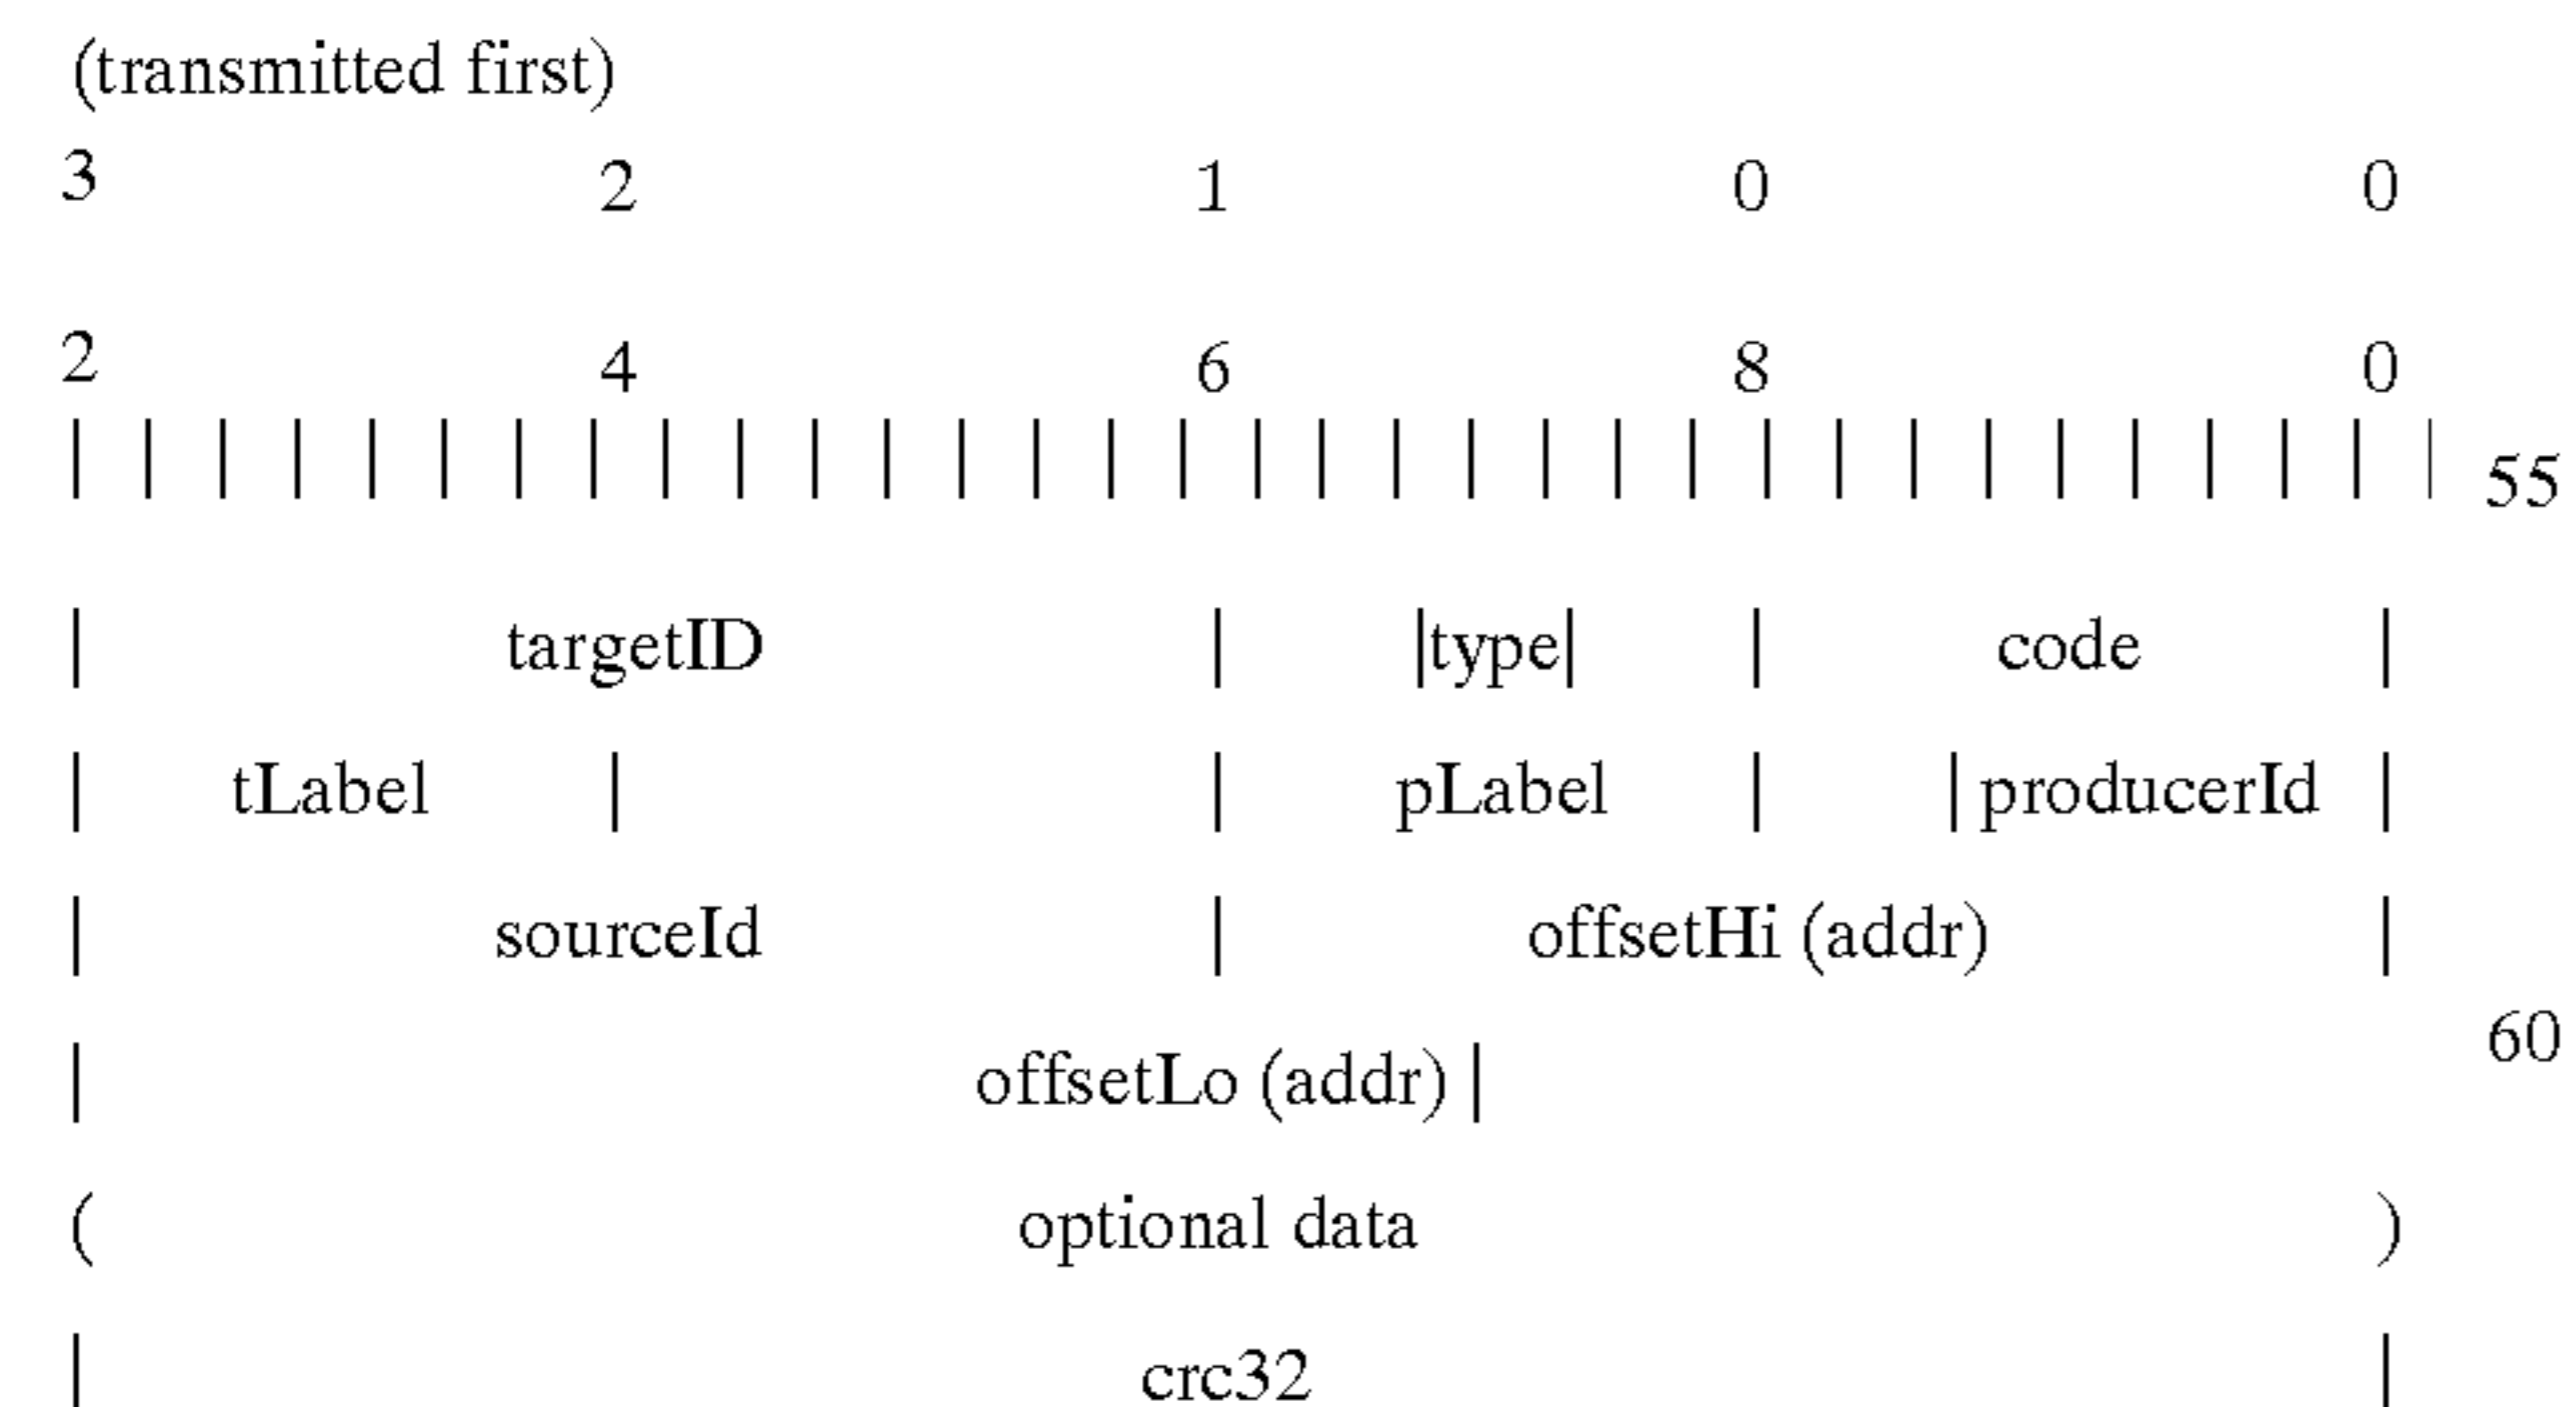 (transmitted first)
3 2 1 0 0
2 4 6 8 0
| | | | | | | | | | | | | | | | | | | | | | | | | | | | | | | | | 55
| targetID | |type| | code |
| tLabel | | pLabel | | producerId |
| sourceId | offsetHi (addr) |
| offsetLo (addr) | 60
( optional data )
| crc32 |